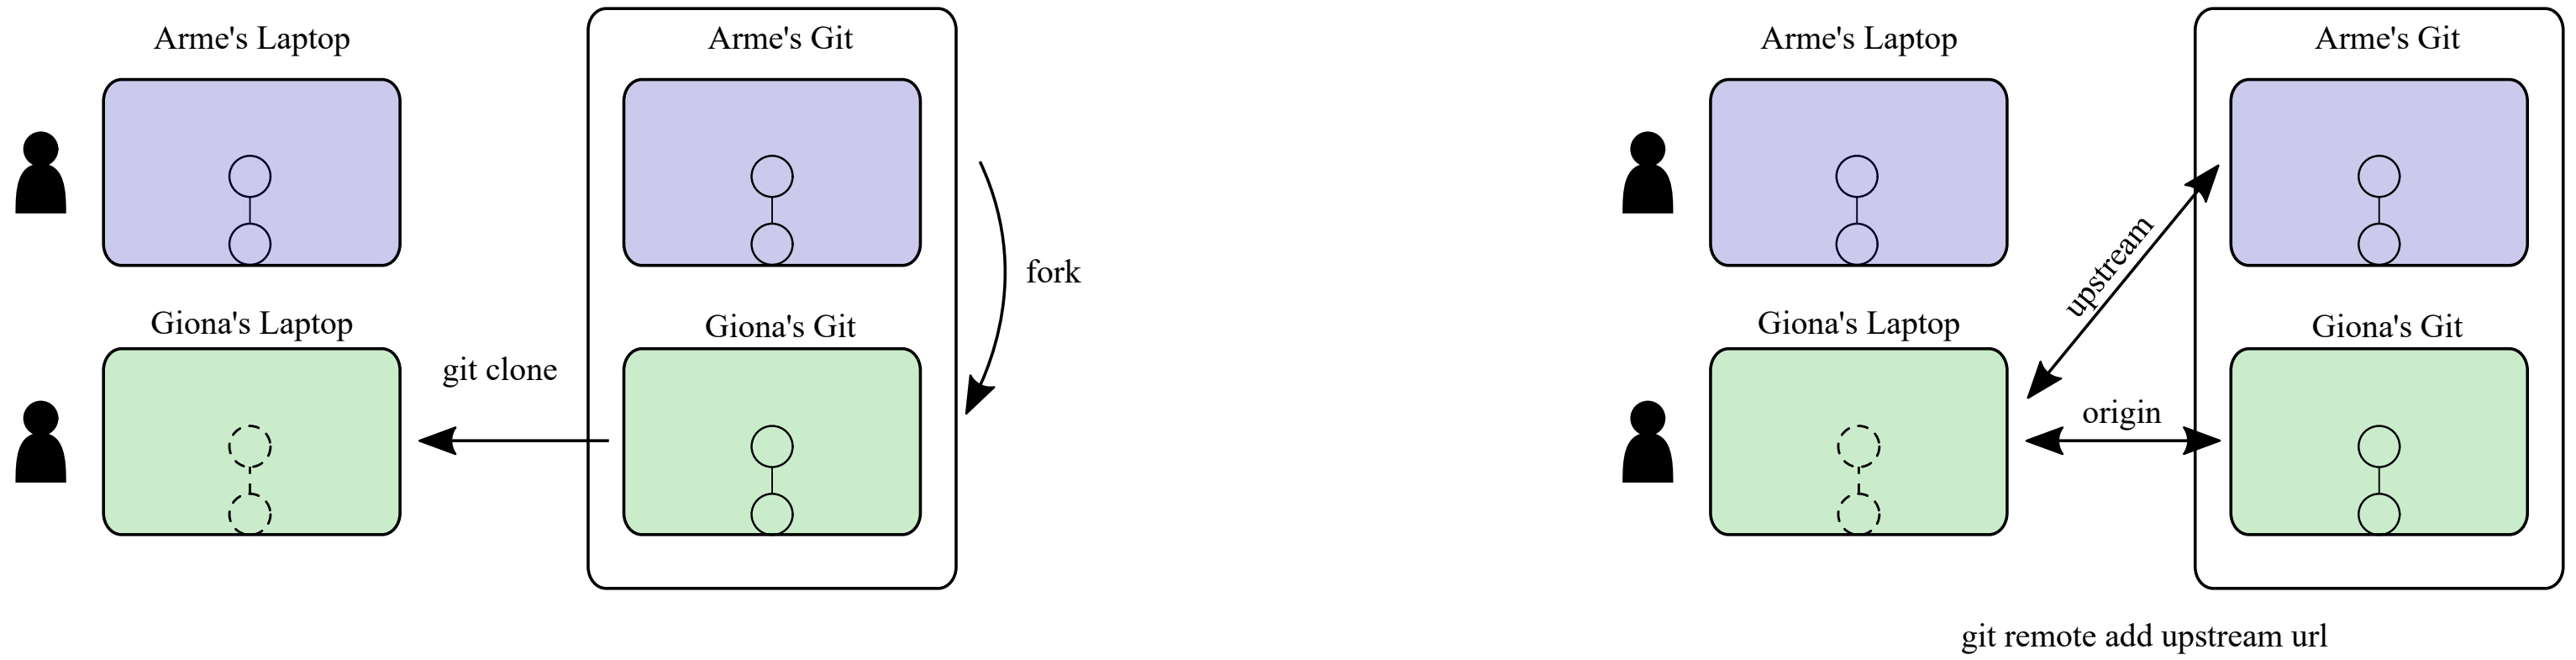 Arme's Laptop
Arme's Git
fork
Giona's Laptop
Giona's Git
git clone
Arme's Laptop
Arme's Git
upstream
Giona's Laptop
Giona's Git
origin
git remote add upstream url